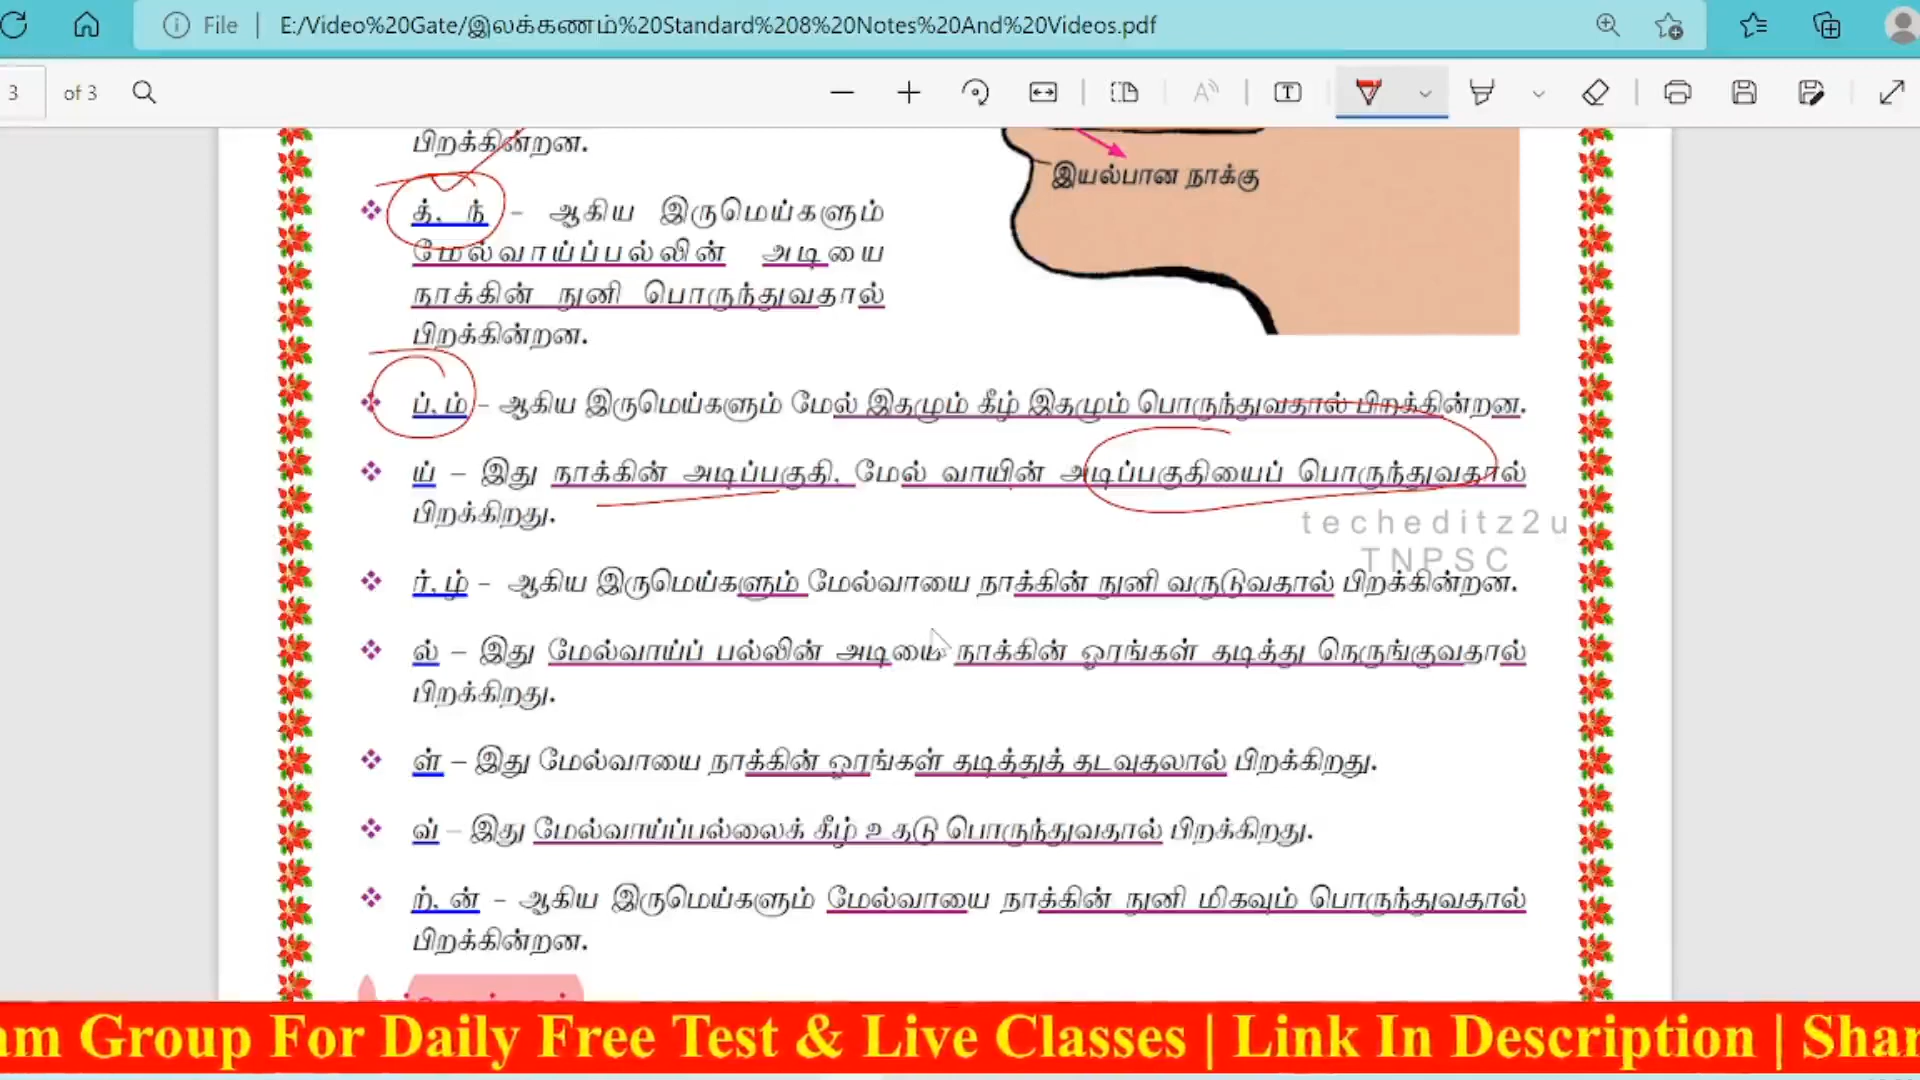 File
E:/Video%20Gate/இலக்கணம்%20Standard%208%20Notes%20And%20Videos.pdf
3 of 3
பிறக்கின்றன.
இயல்பான நாக்கு
த், ந் – ஆகிய இருமெய்களும்
மேல்வாய்ப்பல்லின் அடியை
நாக்கின் நுனி பொருந்துவதால்
பிறக்கின்றன.
ப், ம் – ஆகிய இருமெய்களும் மேல் இதழும் கீழ் இதழும் பொருந்துவதால் பிறக்கின்றன.
ய் – இது நாக்கின் அடிப்பகுதி, மேல் வாயின் அடிப்பகுதியைப் பொருந்துவதால்
பிறக்கிறது.
techeditz2u
TNPSC
ர், ழ் – ஆகிய இருமெய்களும் மேல்வாயை நாக்கின் நுனி வருடுவதால் பிறக்கின்றன.
ல் – இது மேல்வாய்ப் பல்லின் அடியை நாக்கின் ஓரங்கள் தடித்து நெருங்குவதால்
பிறக்கிறது.
ள் – இது மேல்வாயை நாக்கின் ஓரங்கள் தடித்துத் தடவுதலால் பிறக்கிறது.
வ் – இது மேல்வாய்ப்பல்லைக் கீழ் உதடு பொருந்துவதால் பிறக்கிறது.
ற், ன் – ஆகிய இருமெய்களும் மேல்வாயை நாக்கின் நுனி மிகவும் பொருந்துவதால்
பிறக்கின்றன.
am Group For Daily Free Test & Live Classes | Link In Description | Shar